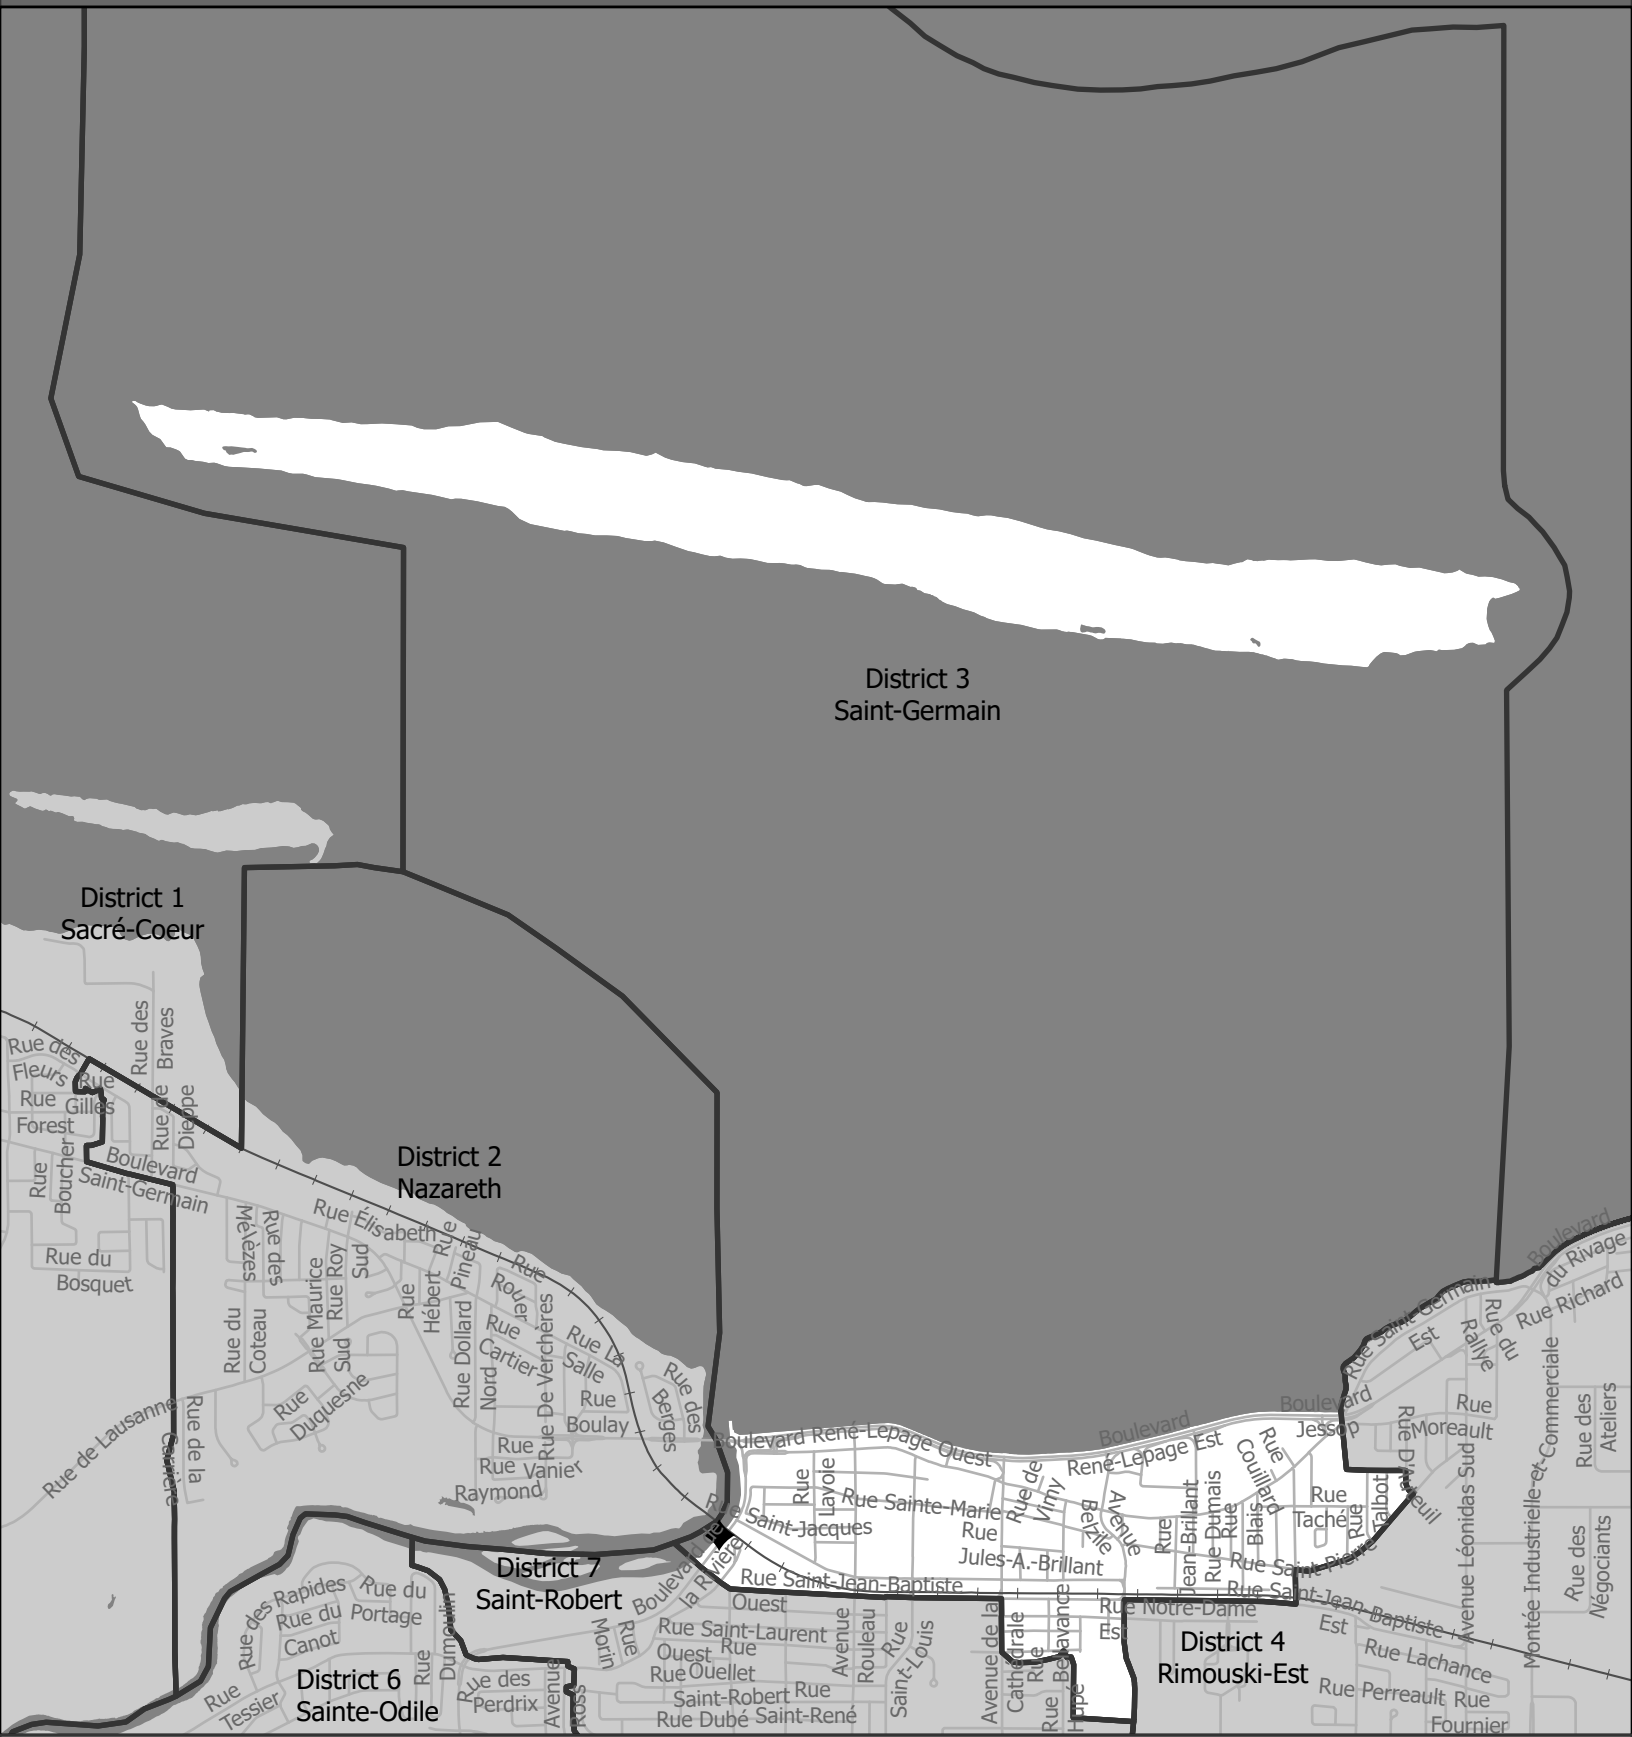 District 3
Saint-Germain
District 1
Sacré-Coeur
Rue des
Braves
Rue des
Fleurs
Rue
Gilles
Rue
Forest
Rue de
Dieppe
Rue
Boucher
Boulevard
Saint-Germain
District 2
Nazareth
Rue du
Bosquet
Rue des
Mélèzes
Rue Élisabeth
Rue Roy
Sud
Rue Maurice
Sud
Rue du
Coteau
Rue
Hébert
Rue
Pineau
Rue
Rouer
Rue
Cartier
Rue La
Salle
Rue Dollard
Nord
Rue De Verchères
Rue
Boulay
Rue des
Berges
Rue
Duquesne
Rue de Lausanne
Rue de la
Carrière
Rue
Vanier
Rue
Raymond
Boulevard
du Rivage
Rue Saint-Germain
Est
Rue du
Rallye
Rue Richard
Boulevard René-Lepage Ouest
Boulevard
René-Lepage Est
Boulevard
Jessop
Rue
Moreault
Rue D'Auteuil
Rue des
Ateliers
Rue
Lavoie
Rue Sainte-Marie
Rue de
Vimy
Rue
Saint-Jacques
Rue
Jules-A.-Brillant
Avenue
Belzile
Rue
Jean-Brillant
Rue Dumais
Rue
Blais
Rue
Couillard
Rue
Taché
Rue
Talbot
Rue Saint-Pierre
Avenue Léonidas Sud
Montée Industrielle-et-Commerciale
Rue des
Négociants
District 7
Saint-Robert
Boulevard de
la Rivière
Rue Saint-Jean-Baptiste
Ouest
Rue Saint-Jean-Baptiste
Est
Rue Notre-Dame
Est
Rue des Rapides
Rue du
Portage
Rue du
Canot
Rue
Dumoulin
Rue
Morin
Rue Saint-Laurent
Ouest
Rue
Ouellet
Rue
Saint-Robert
Rue
Saint-René
Rue Dubé
Avenue
Rouleau
Rue
Saint-Louis
Avenue de la
Cathédrale
Rue
Belavance
Rue
Hupé
District 4
Rimouski-Est
Rue Lachance
Rue Perreault
Rue
Fournier
District 6
Sainte-Odile
Rue
Tessier
Rue des
Perdrix
Avenue
Ross